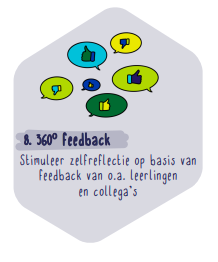 8. 360° feedback
Stimuleer zelfreflectie op basis van
feedback van o.a. leerlingen
en collega's